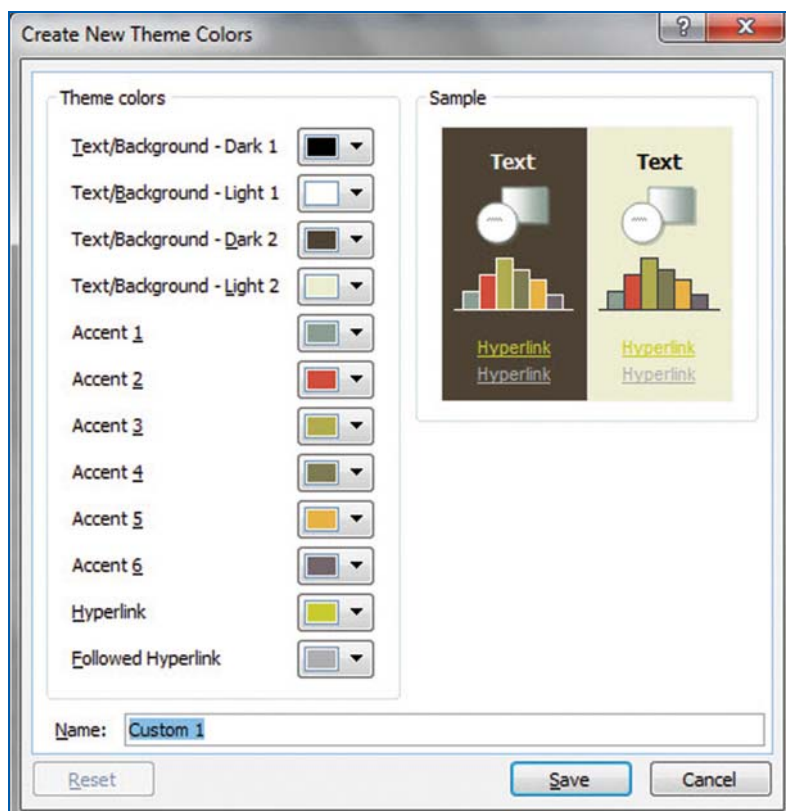 Create New Theme Colors
?
X
Theme colors
Text/Background - Dark 1
Text/Background - Light 1
Text/Background - Dark 2
Text/Background - Light 2
Accent 1
Accent 2
Accent 3
Accent 4
Accent 5
Accent 6
Hyperlink
Followed Hyperlink
Sample
Text Text
Hyperlink Hyperlink
Hyperlink Hyperlink
Name: Custom 1
Reset Save Cancel